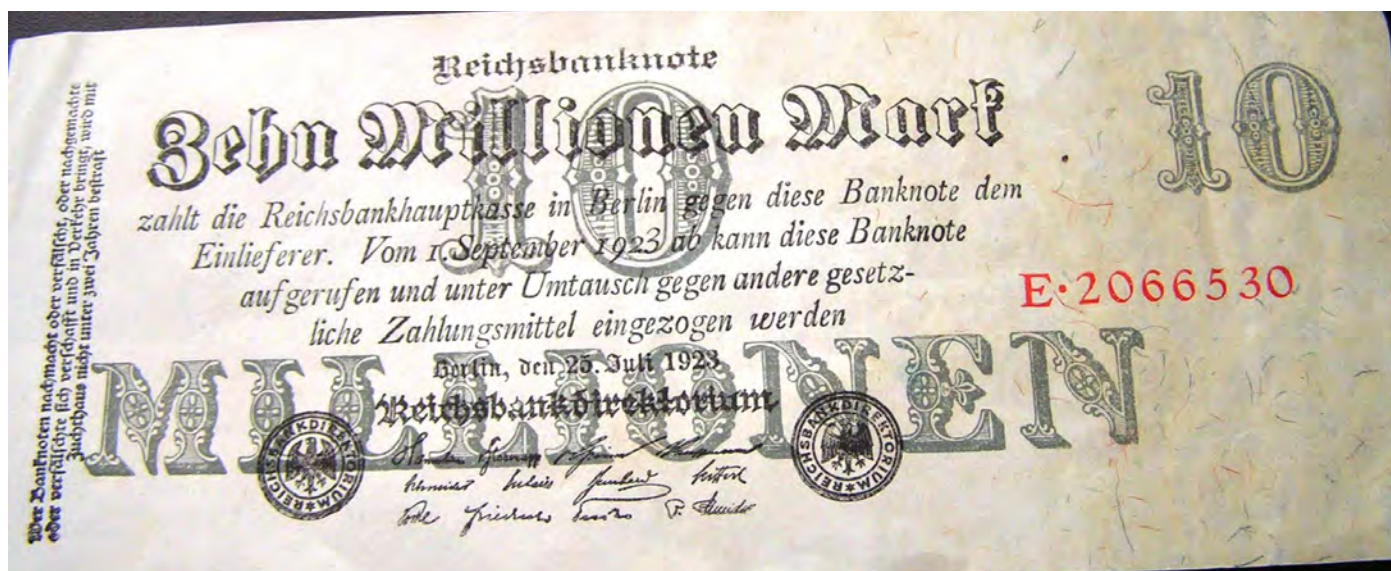 Reichsbanknote
Zehn Millionen Mark
10
10
zahlt die Reichsbankhauptkasse in Berlin gegen diese Banknote dem
Einlieferer. Vom 1. September 1923 ab kann diese Banknote
aufgerufen und unter Umtausch gegen andere gesetz-
liche Zahlungsmittel eingezogen werden
E·2066530
MILLIONEN
Berlin, den 25. Juli 1923
Reichsbankdirektorium
REICHSBANKDIREKTORIUM
REICHSBANKDIREKTORIUM
Wer Banknoten nachmacht oder verfälscht, oder nachgemachte
oder verfälschte sich verschafft und in Verkehr bringt, wird mit
Zuchthaus nicht unter zwei Jahren bestraft